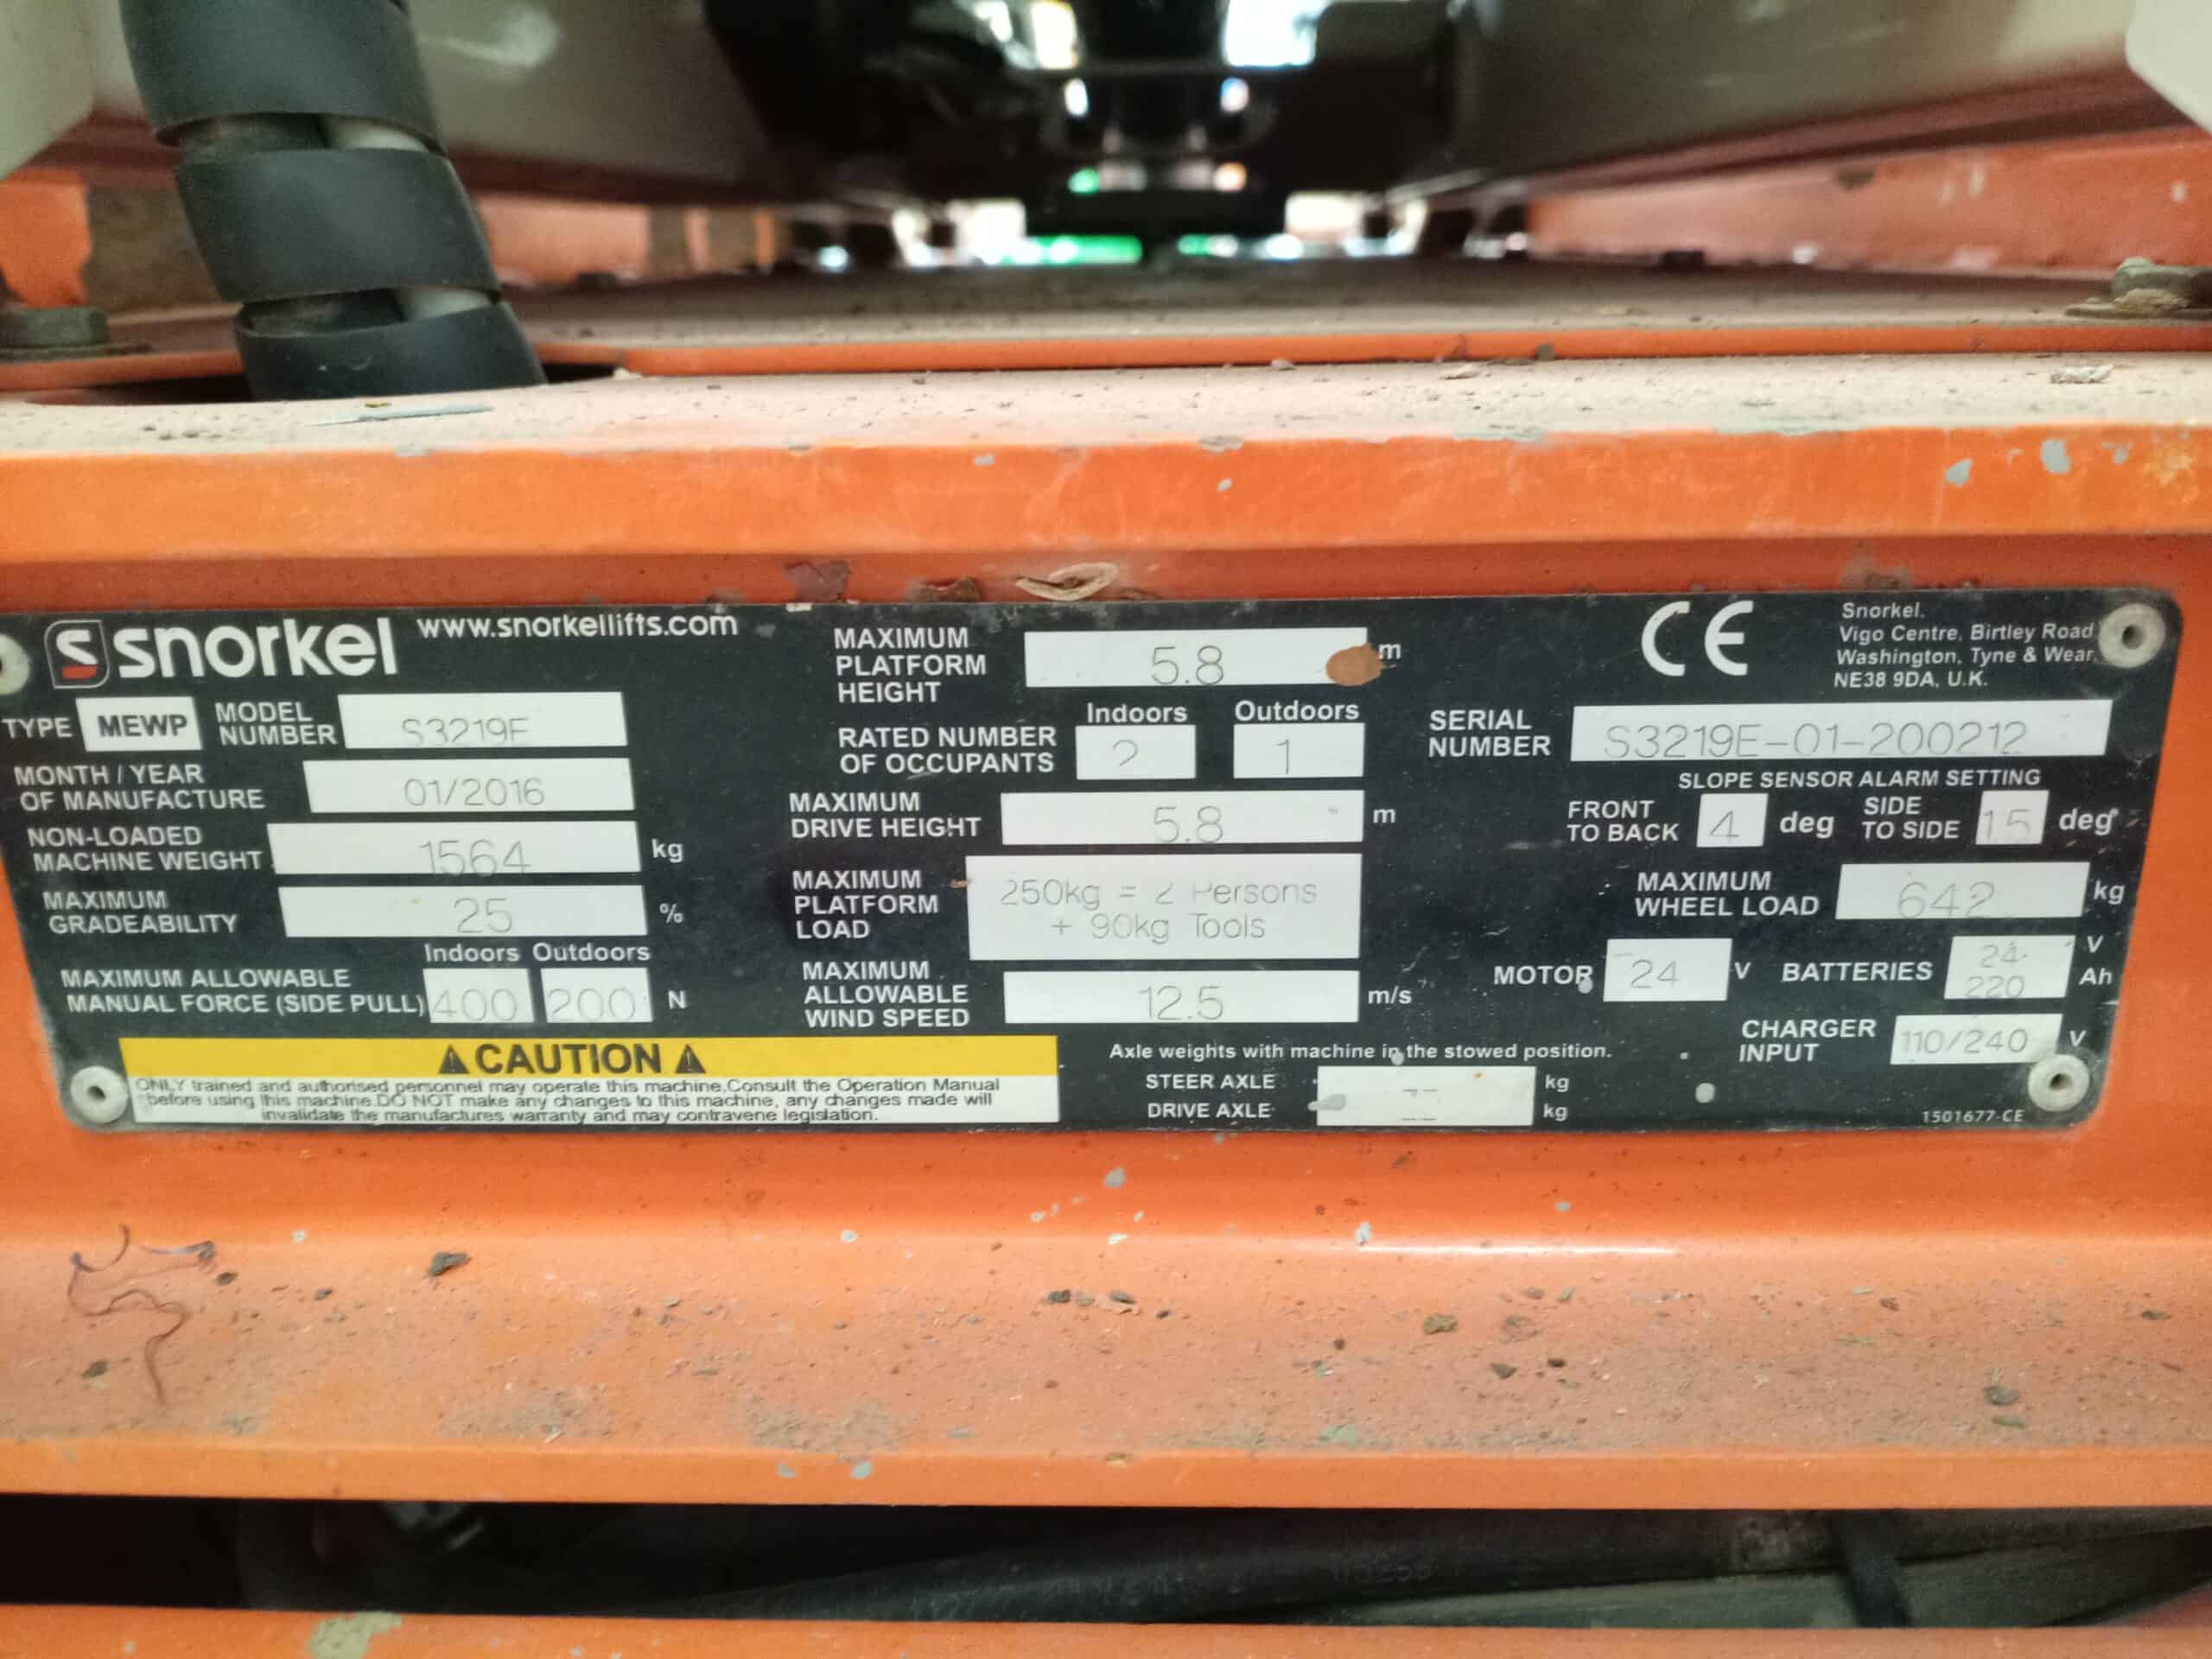 snorkel www.snorkellifts.com
TYPE MEWP MODEL NUMBER S3219E
MONTH / YEAR
OF MANUFACTURE 01/2016
NON-LOADED
MACHINE WEIGHT 1564 kg
MAXIMUM
GRADEABILITY 25 %
Indoors Outdoors
MAXIMUM ALLOWABLE
MANUAL FORCE (SIDE PULL) 400 200 N
CAUTION
ONLY trained and authorised personnel may operate this machine.Consult the Operation Manual
before using this machine.DO NOT make any changes to this machine, any changes made will
invalidate the manufactures warranty and may contravene legislation.
MAXIMUM
PLATFORM
HEIGHT 5.8 m
Indoors Outdoors
RATED NUMBER
OF OCCUPANTS 2 1
MAXIMUM
DRIVE HEIGHT 5.8 m
MAXIMUM
PLATFORM
LOAD
250kg = 2 Persons
+ 90kg Tools
MAXIMUM
ALLOWABLE
WIND SPEED 12.5 m/s
Axle weights with machine in the stowed position.
STEER AXLE kg
DRIVE AXLE kg
CE
Snorkel.
Vigo Centre, Birtley Road
Washington, Tyne & Wear,
NE38 9DA, U.K.
SERIAL
NUMBER S3219E-01-200212
SLOPE SENSOR ALARM SETTING
FRONT
TO BACK 4 deg SIDE
TO SIDE 1.5 deg
MAXIMUM
WHEEL LOAD 642 kg
MOTOR 24 V BATTERIES 24 V
220 Ah
CHARGER
INPUT 110/240 V
1501677-CE